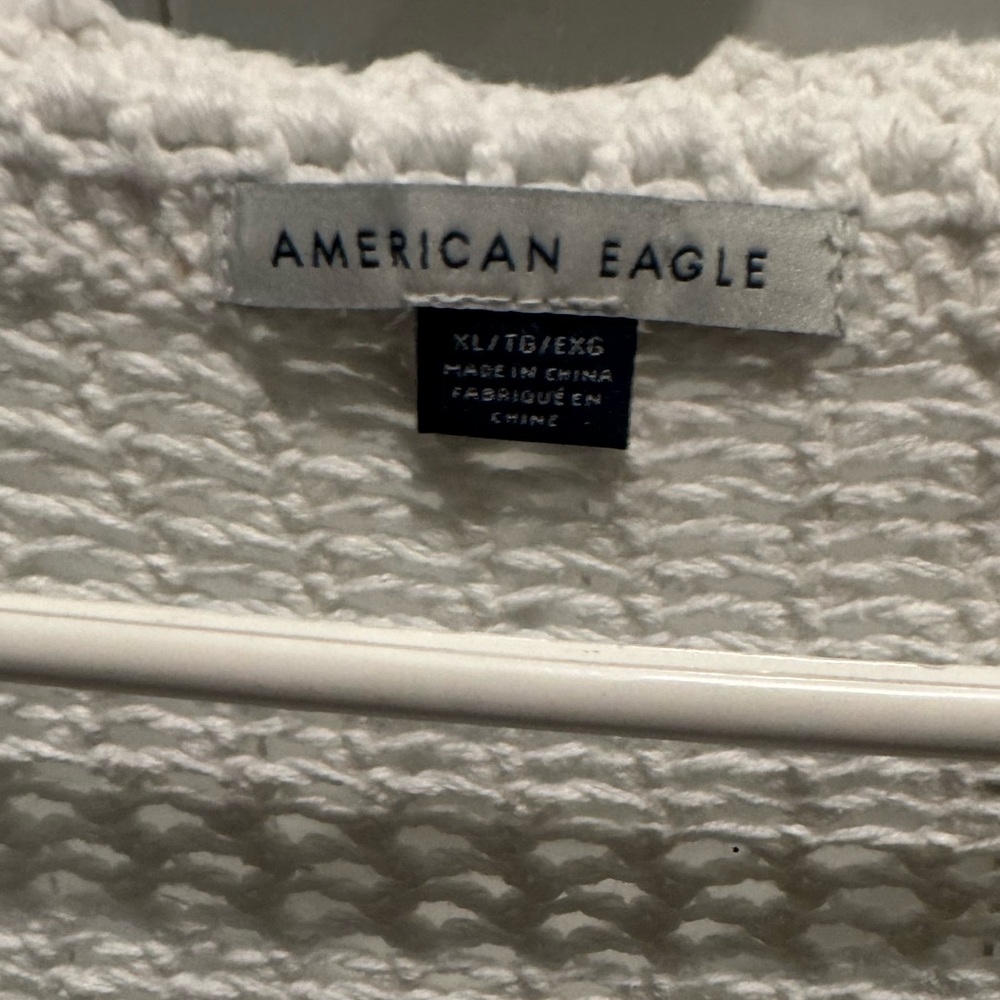 AMERICAN EAGLE
XL/TG/EXG
MADE IN CHINA
FABRIQUÉ EN
CHINE